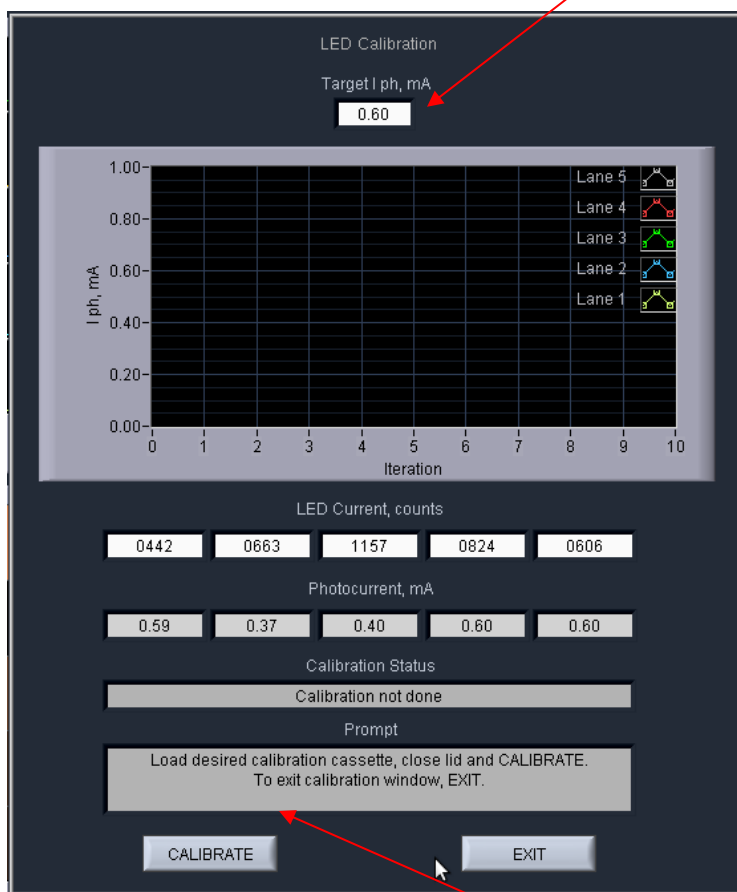 LED Calibration
Target I ph, mA
0.60
1.00
0.80
0.60
0.40
0.20
0.00
I ph, mA
Lane 5
Lane 4
Lane 3
Lane 2
Lane 1
0 1 2 3 4 5 6 7 8 9 10
Iteration
LED Current, counts
0442 0663 1157 0824 0606
Photocurrent, mA
0.59 0.37 0.40 0.60 0.60
Calibration Status
Calibration not done
Prompt
Load desired calibration cassette, close lid and CALIBRATE.
To exit calibration window, EXIT.
CALIBRATE EXIT